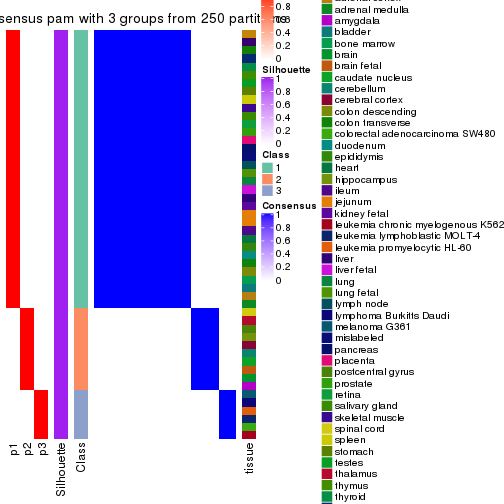 sensus pam with 3 groups from 250 partit
0.8
0.6
0.4
0.2
0
Silhouette
1
0.8
0.6
0.4
0.2
0
Class
1
2
3
Consensus
1
0.8
0.6
0.4
0.2
0
p1
p2
p3
Silhouette
Class
tissue
adrenal medulla
amygdala
bladder
bone marrow
brain
brain fetal
caudate nucleus
cerebellum
cerebral cortex
colon descending
colon transverse
colorectal adenocarcinoma SW480
duodenum
epididymis
heart
hippocampus
ileum
jejunum
kidney fetal
leukemia chronic myelogenous K562
leukemia lymphoblastic MOLT-4
leukemia promyelocytic HL-60
liver
liver fetal
lung
lung fetal
lymph node
lymphoma Burkitts Daudi
melanoma G361
mislabeled
pancreas
placenta
postcentral gyrus
prostate
retina
salivary gland
skeletal muscle
spinal cord
spleen
stomach
testes
thalamus
thymus
thyroid